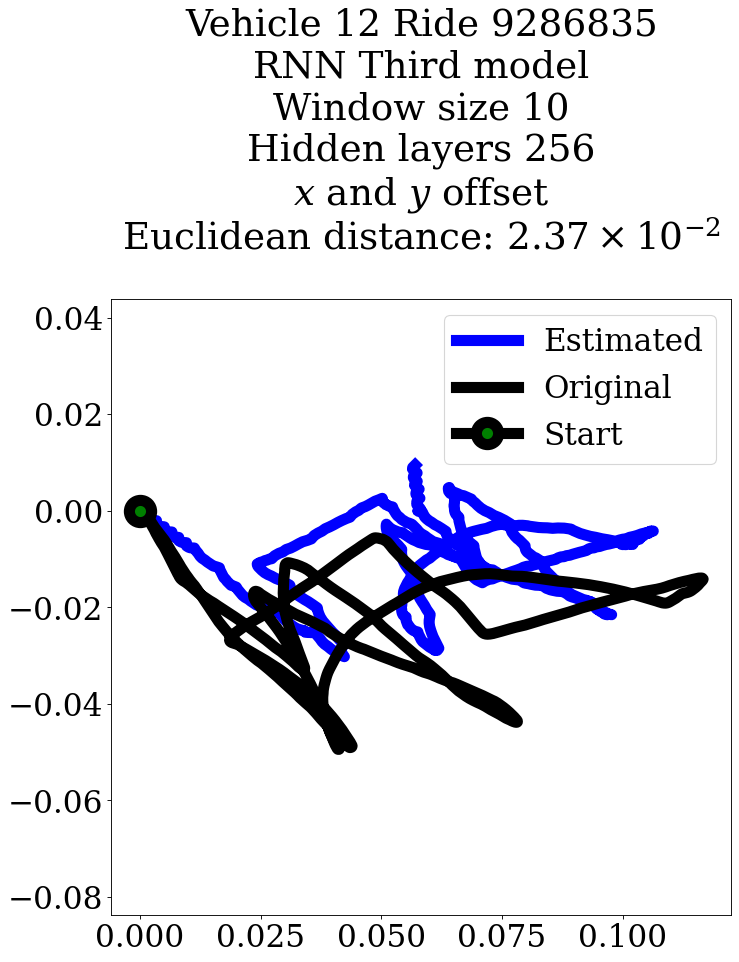 Vehicle 12 Ride 9286835
RNN Third model
Window size 10
Hidden layers 256
x and y offset
Euclidean distance: 2.37 × 10⁻²
Estimated
Original
Start
0.04
0.02
0.00
−0.02
−0.04
−0.06
−0.08
0.000 0.025 0.050 0.075 0.100